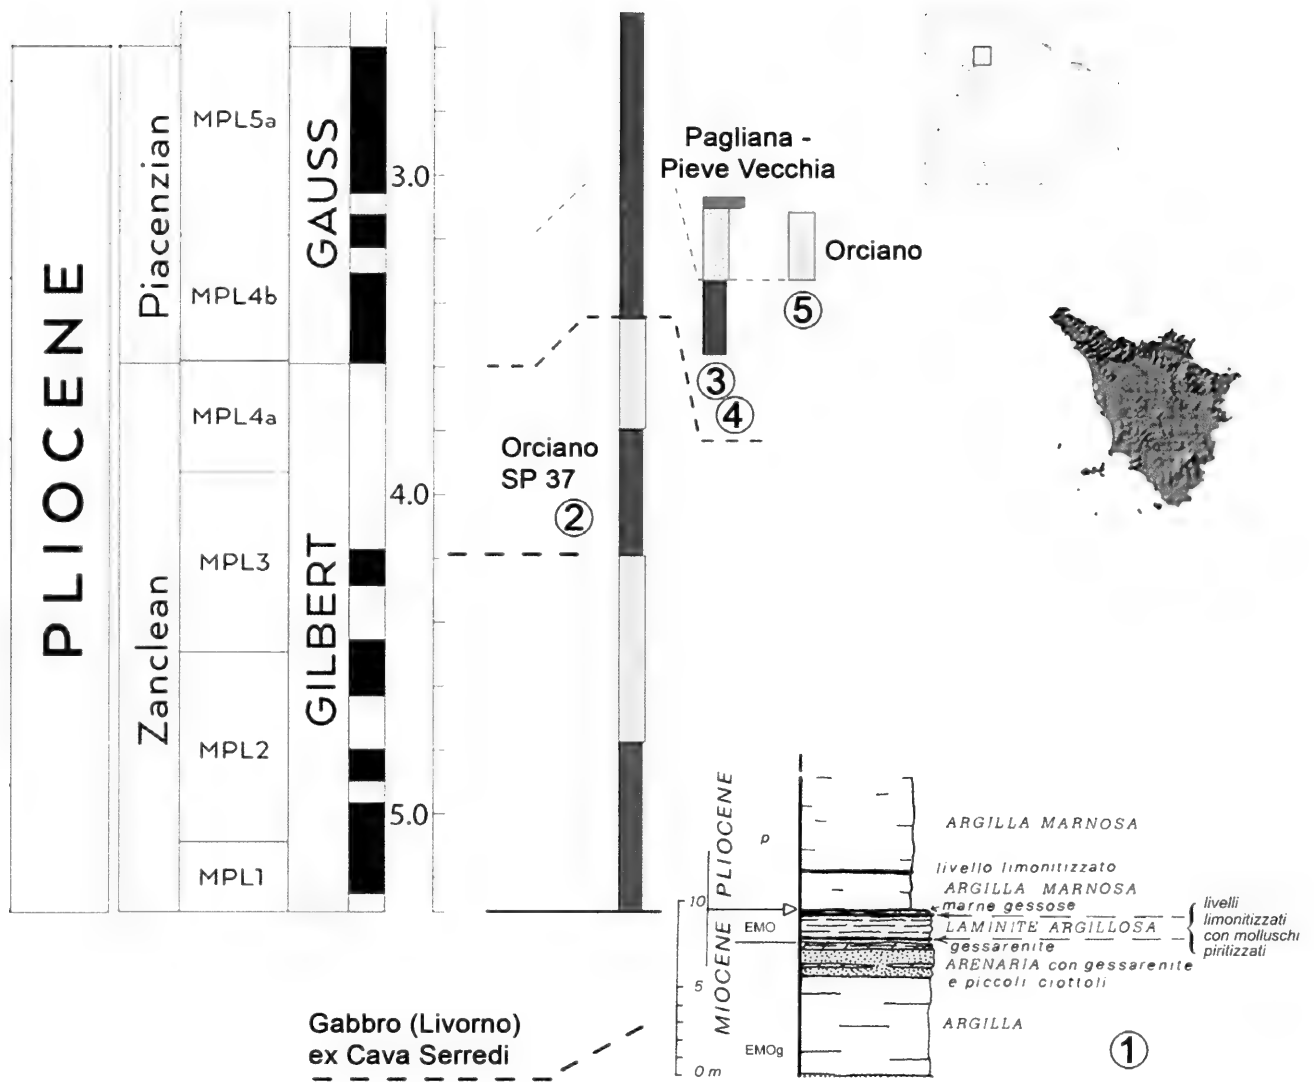 PLIOCENE
Piacenzian
Zanclean
MPL5a
MPL4b
MPL4a
MPL3
MPL2
MPL1
GAUSS
GILBERT
3.0
4.0
5.0
Pagliana -
Pieve Vecchia
Orciano
5
3
4
Orciano
SP 37
2
MIOCENE PLIOCENE
p
EMO
EMOg
10
5
0 m
ARGILLA MARNOSA
livello limonitizzato
ARGILLA MARNOSA
marne gessose
LAMINITE ARGILLOSA
gessarenite
ARENARIA con gessarenite
e piccoli ciottoli
ARGILLA
livelli
limonitizzati
con molluschi
piritizzati
1
Gabbro (Livorno)
ex Cava Serredi